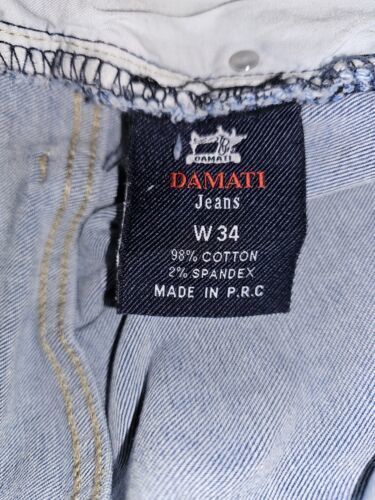 DAMATI
DAMATI
Jeans
W 34
98% COTTON
2% SPANDEX
MADE IN P.R.C